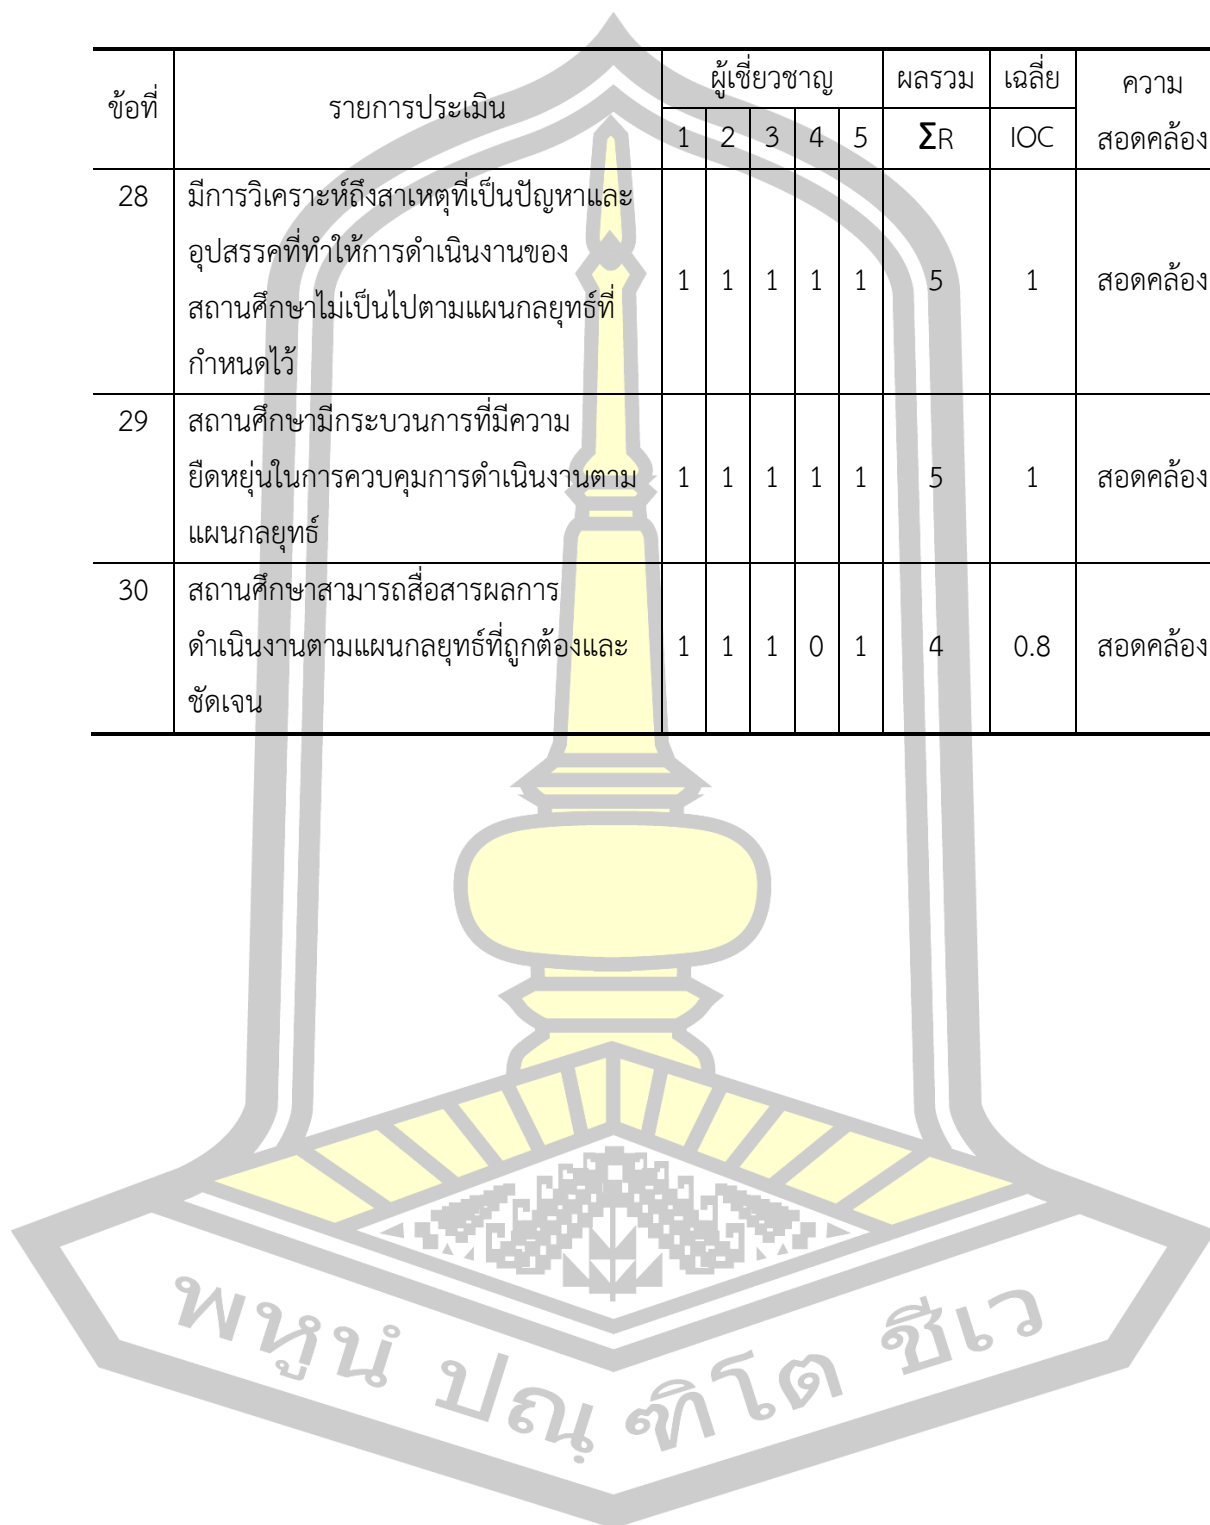 ข้อที่ รายการประเมิน ผู้เชี่ยวชาญ ผลรวม เฉลี่ย ความ
1 2 3 4 5 ΣR IOC สอดคล้อง
28 มีการวิเคราะห์ถึงสาเหตุที่เป็นปัญหาและ
อุปสรรคที่ทำให้การดำเนินงานของ
สถานศึกษาไม่เป็นไปตามแผนกลยุทธ์ที่
กำหนดไว้
1 1 1 1 1 5 1 สอดคล้อง
29 สถานศึกษามีกระบวนการที่มีความ
ยืดหยุ่นในการควบคุมการดำเนินงานตาม
แผนกลยุทธ์
1 1 1 1 1 5 1 สอดคล้อง
30 สถานศึกษาสามารถสื่อสารผลการ
ดำเนินงานตามแผนกลยุทธ์ที่ถูกต้องและ
ชัดเจน
1 1 1 0 1 4 0.8 สอดคล้อง
พหูนํ ปณฺฑิโต ชีเว